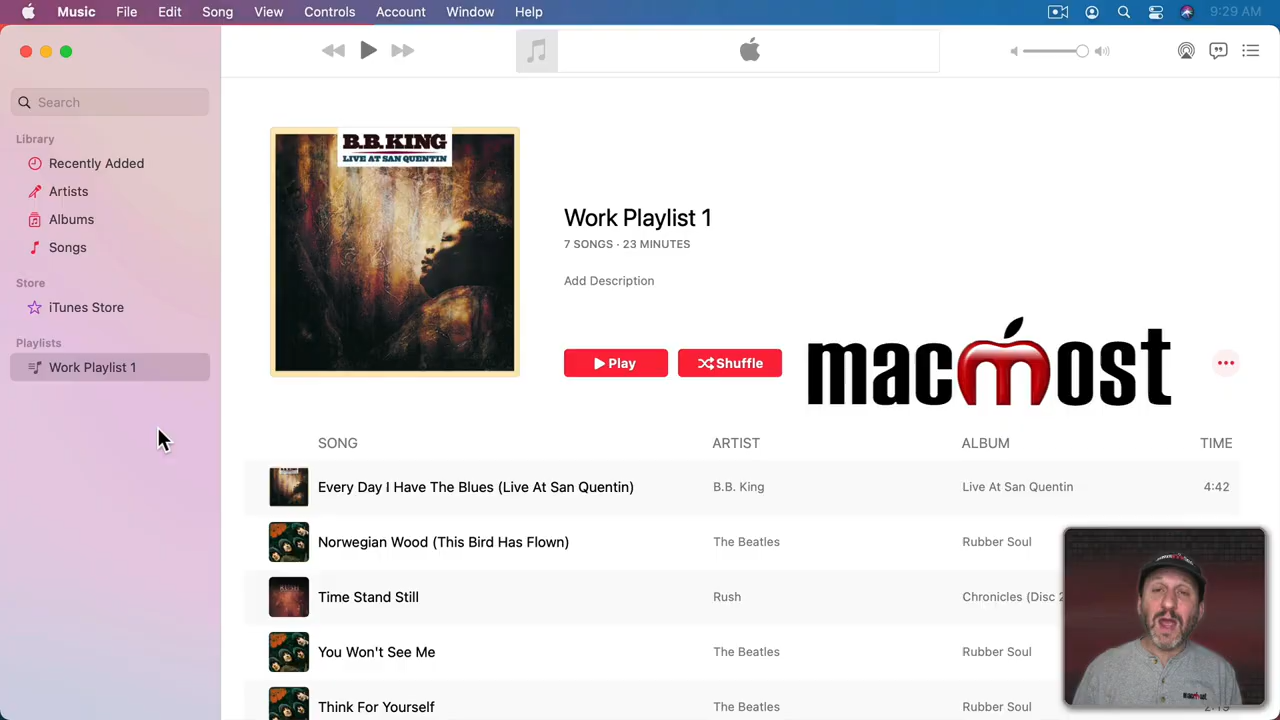 Music File Edit Song View Controls Account Window Help 9:29 AM
Search
Library
Recently Added
Artists
Albums
Songs
Store
iTunes Store
Playlists
Work Playlist 1
B.B. KING
LIVE AT SAN QUENTIN
Work Playlist 1
7 SONGS · 23 MINUTES
Add Description
Play Shuffle
macmost
SONG ARTIST ALBUM TIME
Every Day I Have The Blues (Live At San Quentin) B.B. King Live At San Quentin 4:42
Norwegian Wood (This Bird Has Flown) The Beatles Rubber Soul
Time Stand Still Rush Chronicles (Disc 2
You Won't See Me The Beatles Rubber Soul
Think For Yourself The Beatles Rubber Soul
macmost